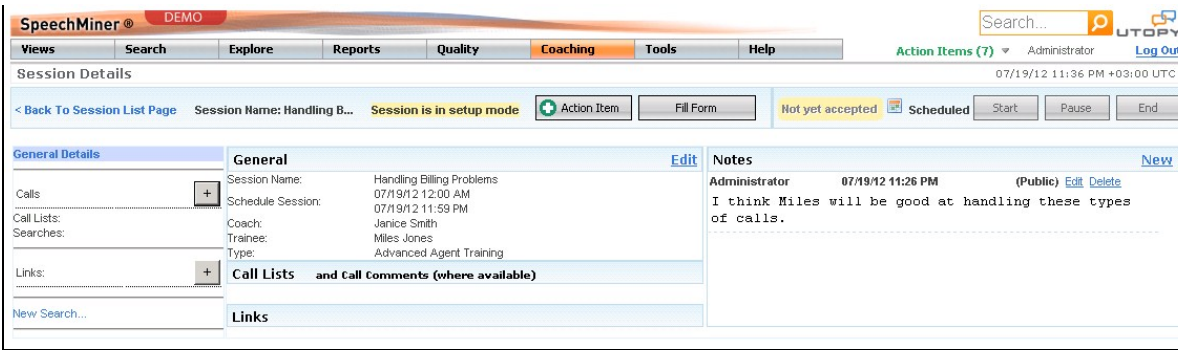 SpeechMiner ® DEMO Search... UTOPY
Views Search Explore Reports Quality Coaching Tools Help Action Items (7) Administrator Log Out
Session Details 07/19/12 11:36 PM +03:00 UTC
< Back To Session List Page Session Name: Handling B... Session is in setup mode Action Item Fill Form Not yet accepted Scheduled Start Pause End
General Details
Calls +
Call Lists:
Searches:
Links: +
New Search...
General Edit
Session Name: Handling Billing Problems
Schedule Session: 07/19/12 12:00 AM
07/19/12 11:59 PM
Coach: Janice Smith
Trainee: Miles Jones
Type: Advanced Agent Training
Call Lists and Call Comments (where available)
Links
Notes New
Administrator 07/19/12 11:26 PM (Public) Edit Delete
I think Miles will be good at handling these types
of calls.